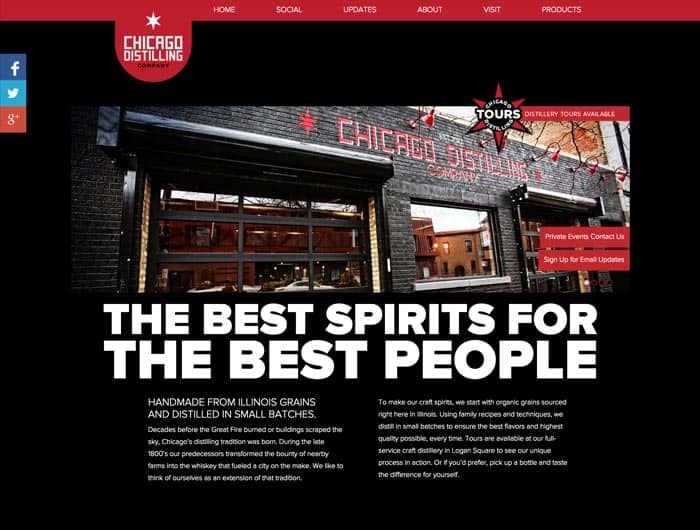 HOME SOCIAL UPDATES ABOUT VISIT PRODUCTS
CHICAGO
DISTILLING
COMPANY
f
g+
CHICAGO
TOURS
DISTILLING
DISTILLERY TOURS AVAILABLE
CHICAGO DISTILLING
COMPANY
Private Events Contact Us
Sign Up for Email Updates
THE BEST SPIRITS FOR
THE BEST PEOPLE
HANDMADE FROM ILLINOIS GRAINS
AND DISTILLED IN SMALL BATCHES.
Decades before the Great Fire burned or buildings scraped the
sky, Chicago's distilling tradition was born. During the late
1800's our predecessors transformed the bounty of nearby
farms into the whiskey that fueled a city on the make. We like to
think of ourselves as an extension of that tradition.
To make our craft spirits, we start with organic grains sourced
right here in Illinois. Using family recipes and techniques, we
distill in small batches to ensure the best flavors and highest
quality possible, every time. Tours are available at our full-
service craft distillery in Logan Square to see our unique
process in action. Or if you'd prefer, pick up a bottle and taste
the difference for yourself.